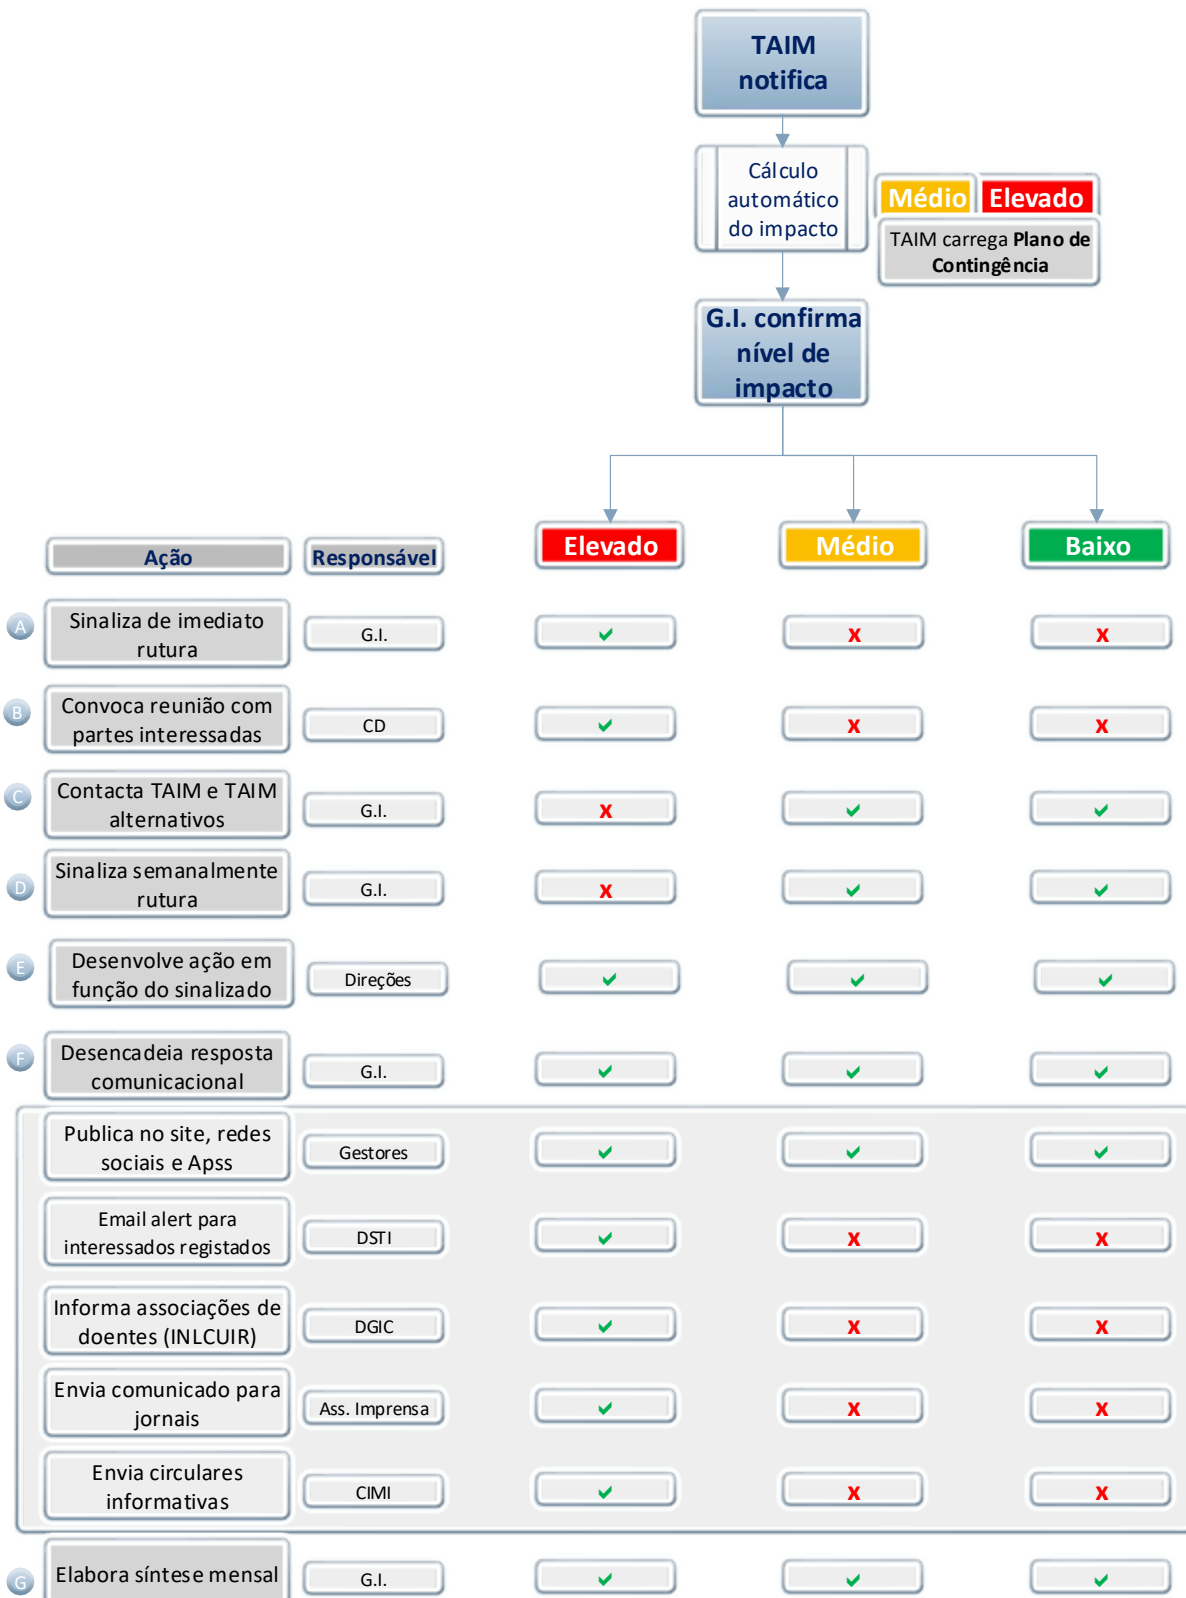 TAIM
notifica
Cálculo
automático
do impacto
Médio
Elevado
TAIM carrega Plano de
Contingência
G.I. confirma
nível de
impacto
Ação
Responsável
Elevado
Médio
Baixo
A
Sinaliza de imediato
rutura
G.I.
✓
x
x
B
Convoca reunião com
partes interessadas
CD
✓
x
x
C
Contacta TAIM e TAIM
alternativos
G.I.
x
✓
✓
D
Sinaliza semanalmente
rutura
G.I.
x
✓
✓
E
Desenvolve ação em
função do sinalizado
Direções
✓
✓
✓
F
Desencadeia resposta
comunicacional
G.I.
✓
✓
✓
Publica no site, redes
sociais e Apss
Gestores
✓
✓
✓
Email alert para
interessados registados
DSTI
✓
x
x
Informa associações de
doentes (INLCUIR)
DGIC
✓
x
x
Envia comunicado para
jornais
Ass. Imprensa
✓
x
x
Envia circulares
informativas
CIMI
✓
x
x
G
Elabora síntese mensal
G.I.
✓
✓
✓